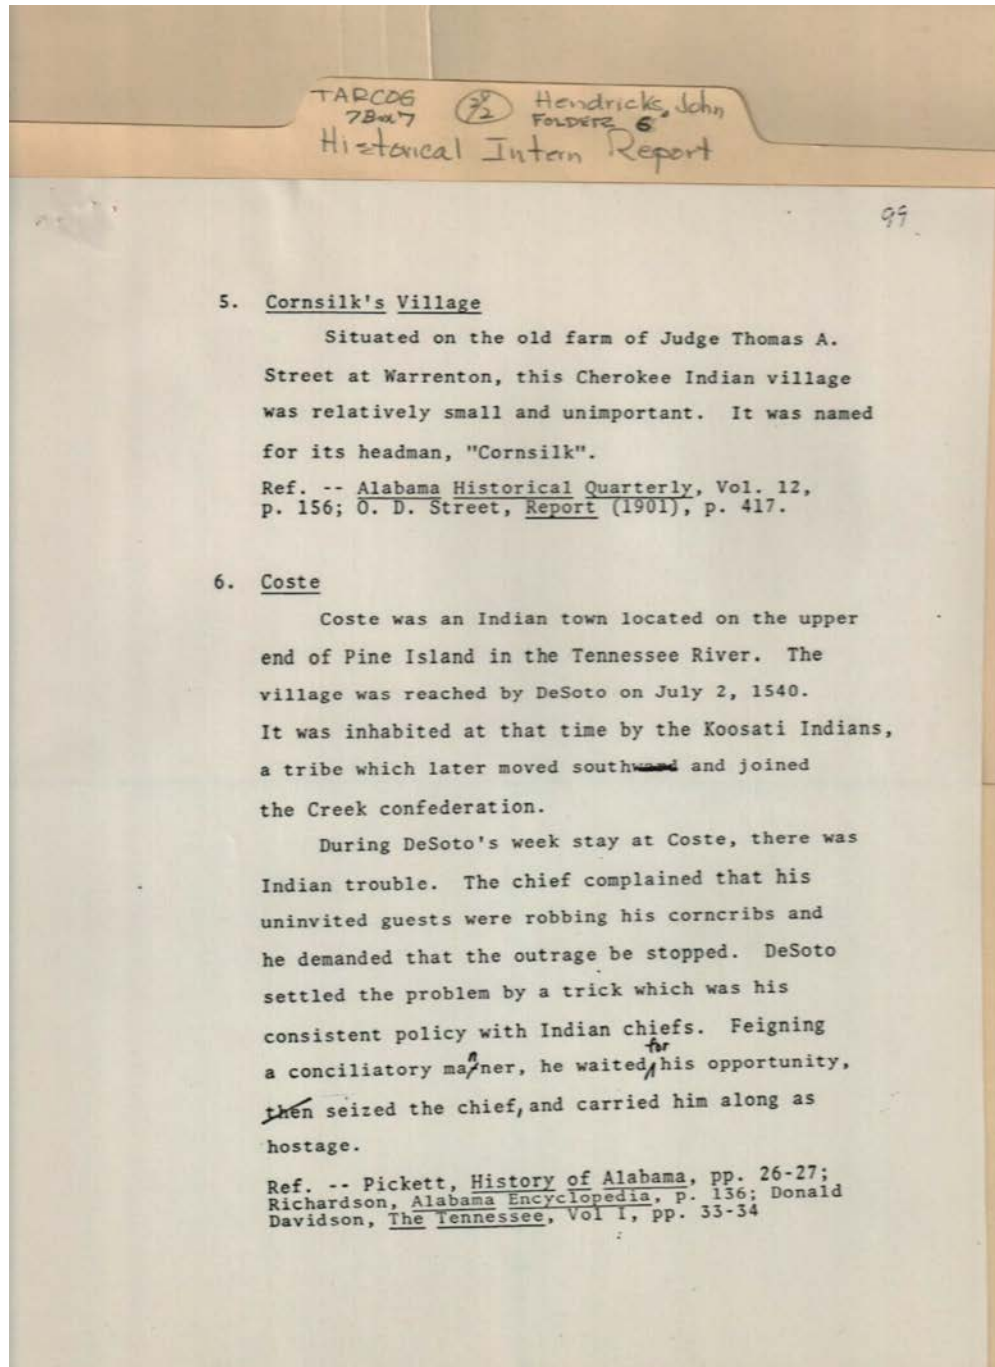 TARCOG Hendricks, John
FOLDER 6
Historical Intern Report
99
5. Cornsilk's Village
Situated on the old farm of Judge Thomas A.
Street at Warrenton, this Cherokee Indian village
was relatively small and unimportant. It was named
for its headman, "Cornsilk".
Ref. -- Alabama Historical Quarterly, Vol. 12,
p. 156; O. D. Street, Report (1901), p. 417.
6. Coste
Coste was an Indian town located on the upper
end of Pine Island in the Tennessee River. The
village was reached by DeSoto on July 2, 1540.
It was inhabited at that time by the Koosati Indians,
a tribe which later moved southward and joined
the Creek confederation.
During DeSoto's week stay at Coste, there was
Indian trouble. The chief complained that his
uninvited guests were robbing his corncribs and
he demanded that the outrage be stopped. DeSoto
settled the problem by a trick which was his
consistent policy with Indian chiefs. Feigning
a conciliatory manner, he waited for his opportunity,
then seized the chief, and carried him along as
hostage.
Ref. -- Pickett, History of Alabama, pp. 26-27;
Richardson, Alabama Encyclopedia, p. 136; Donald
Davidson, The Tennessee, Vol I, pp. 33-34